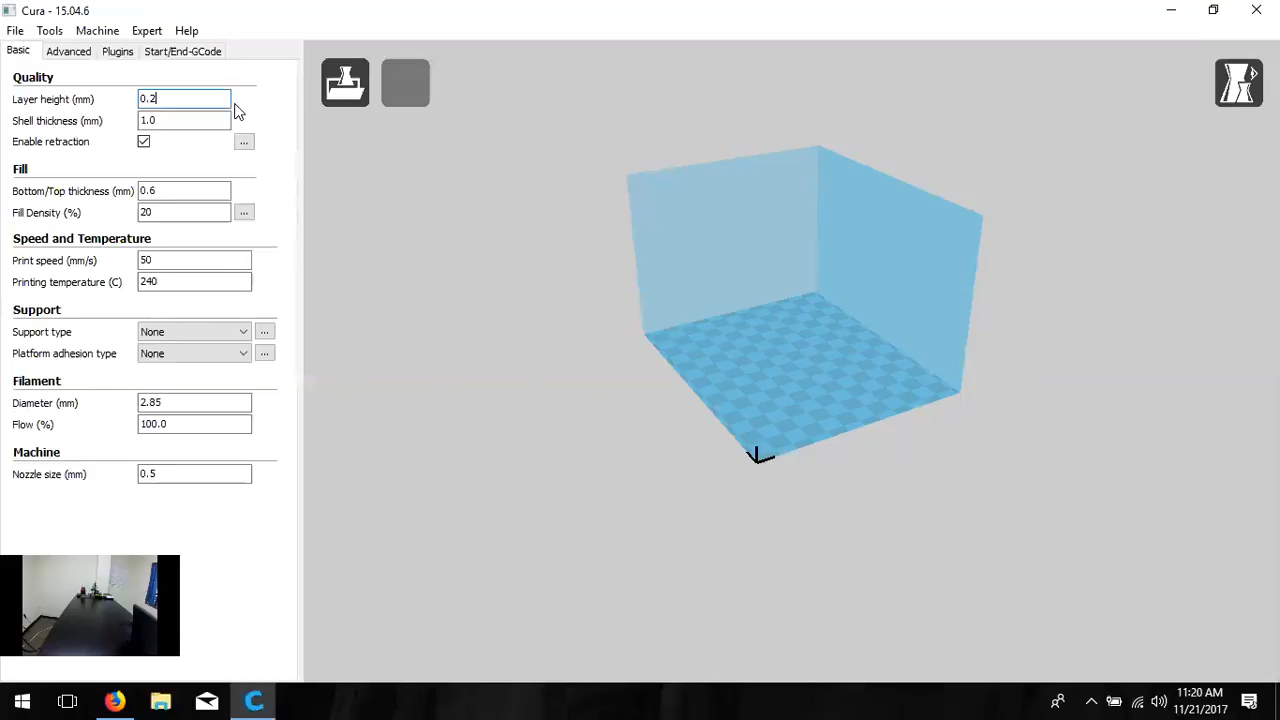 Cura - 15.04.6
File Tools Machine Expert Help
Basic Advanced Plugins Start/End-GCode
Quality
Layer height (mm) 0.2
Shell thickness (mm) 1.0
Enable retraction ...
Fill
Bottom/Top thickness (mm) 0.6
Fill Density (%) 20 ...
Speed and Temperature
Print speed (mm/s) 50
Printing temperature (C) 240
Support
Support type None ...
Platform adhesion type None ...
Filament
Diameter (mm) 2.85
Flow (%) 100.0
Machine
Nozzle size (mm) 0.5
11:20 AM
11/21/2017